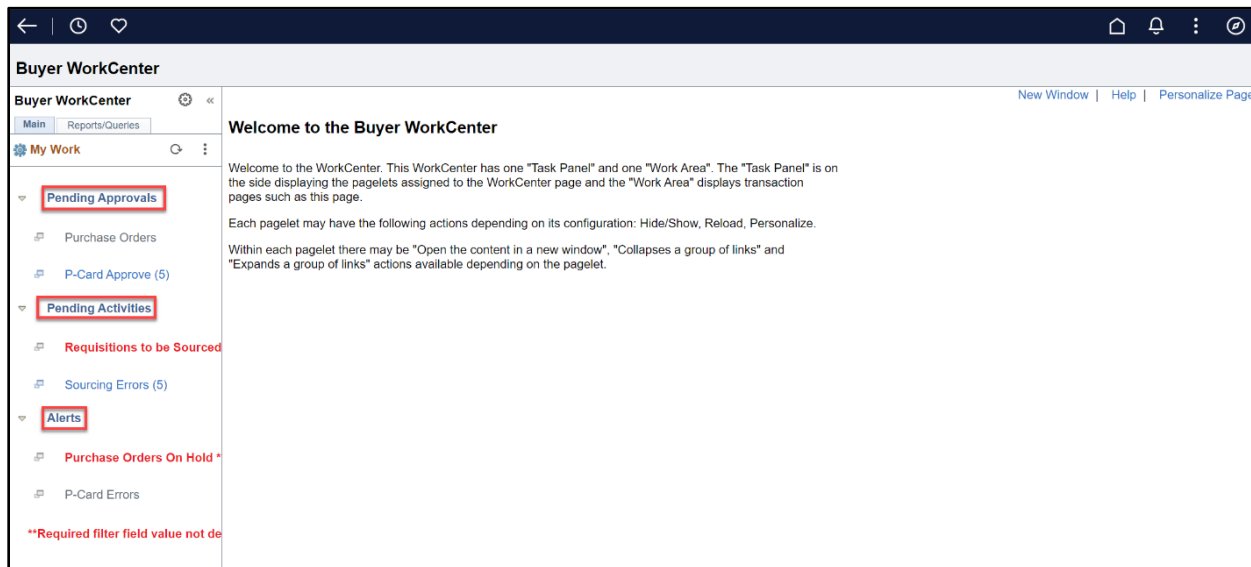 Buyer WorkCenter
Buyer WorkCenter
«
New Window | Help | Personalize Page
Main Reports/Queries
My Work
Welcome to the Buyer WorkCenter
Welcome to the WorkCenter. This WorkCenter has one "Task Panel" and one "Work Area". The "Task Panel" is on
the side displaying the pagelets assigned to the WorkCenter page and the "Work Area" displays transaction
pages such as this page.
Each pagelet may have the following actions depending on its configuration: Hide/Show, Reload, Personalize.
Within each pagelet there may be "Open the content in a new window", "Collapses a group of links" and
"Expands a group of links" actions available depending on the pagelet.
Pending Approvals
Purchase Orders
P-Card Approve (5)
Pending Activities
Requisitions to be Sourced
Sourcing Errors (5)
Alerts
Purchase Orders On Hold *
P-Card Errors
**Required filter field value not de